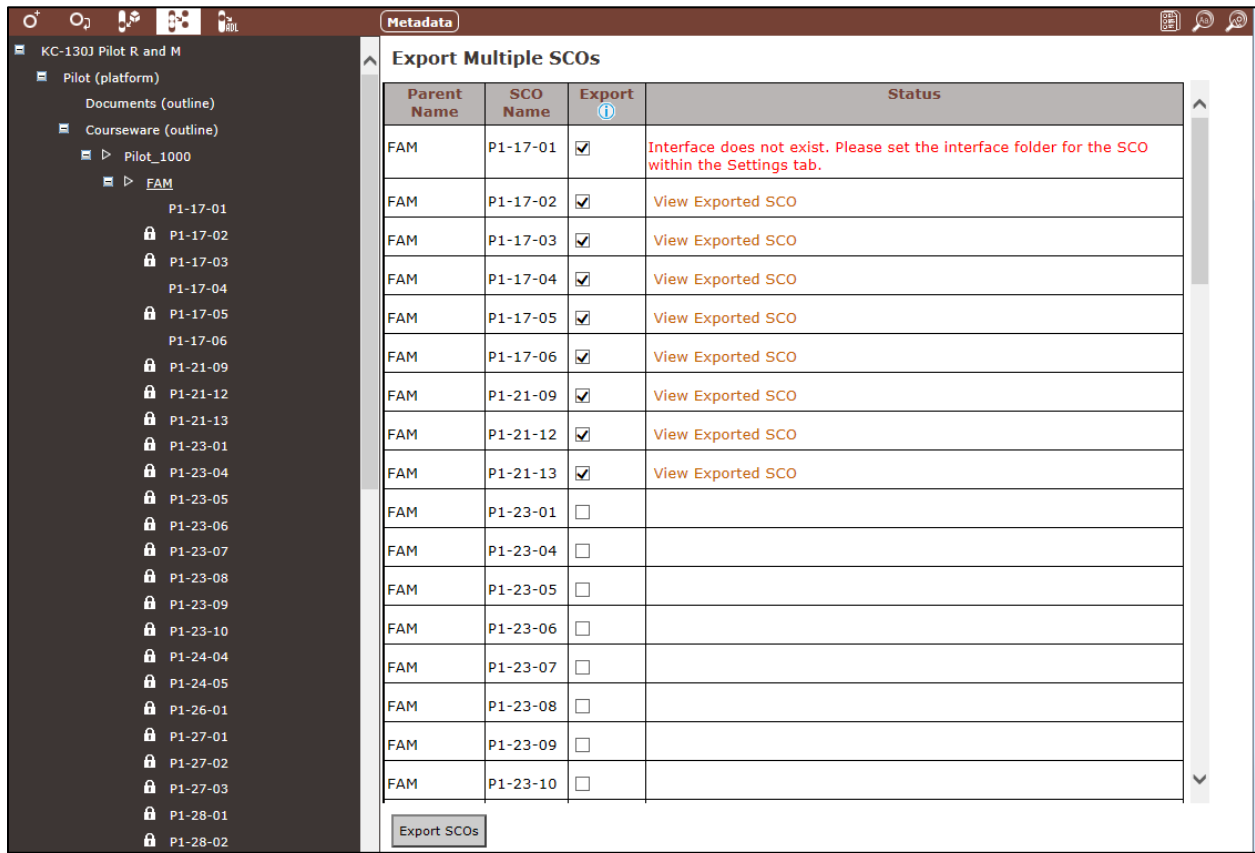 ADL
Metadata
KC-130J Pilot R and M
Pilot (platform)
Documents (outline)
Courseware (outline)
Pilot_1000
FAM
P1-17-01
P1-17-02
P1-17-03
P1-17-04
P1-17-05
P1-17-06
P1-21-09
P1-21-12
P1-21-13
P1-23-01
P1-23-04
P1-23-05
P1-23-06
P1-23-07
P1-23-08
P1-23-09
P1-23-10
P1-24-04
P1-24-05
P1-26-01
P1-27-01
P1-27-02
P1-27-03
P1-28-01
P1-28-02
Export Multiple SCOs
Parent Name SCO Name Export Status
FAM P1-17-01 Interface does not exist. Please set the interface folder for the SCO
within the Settings tab.
FAM P1-17-02 View Exported SCO
FAM P1-17-03 View Exported SCO
FAM P1-17-04 View Exported SCO
FAM P1-17-05 View Exported SCO
FAM P1-17-06 View Exported SCO
FAM P1-21-09 View Exported SCO
FAM P1-21-12 View Exported SCO
FAM P1-21-13 View Exported SCO
FAM P1-23-01
FAM P1-23-04
FAM P1-23-05
FAM P1-23-06
FAM P1-23-07
FAM P1-23-08
FAM P1-23-09
FAM P1-23-10
Export SCOs